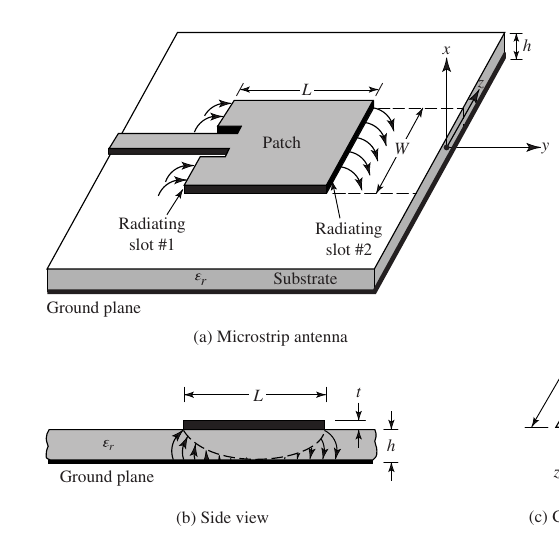 x
h
L
z
Patch
W
y
Radiating
slot #1
Radiating
slot #2
εr
Substrate
Ground plane
(a) Microstrip antenna
L
t
εr
h
Ground plane
z
(b) Side view
(c) C